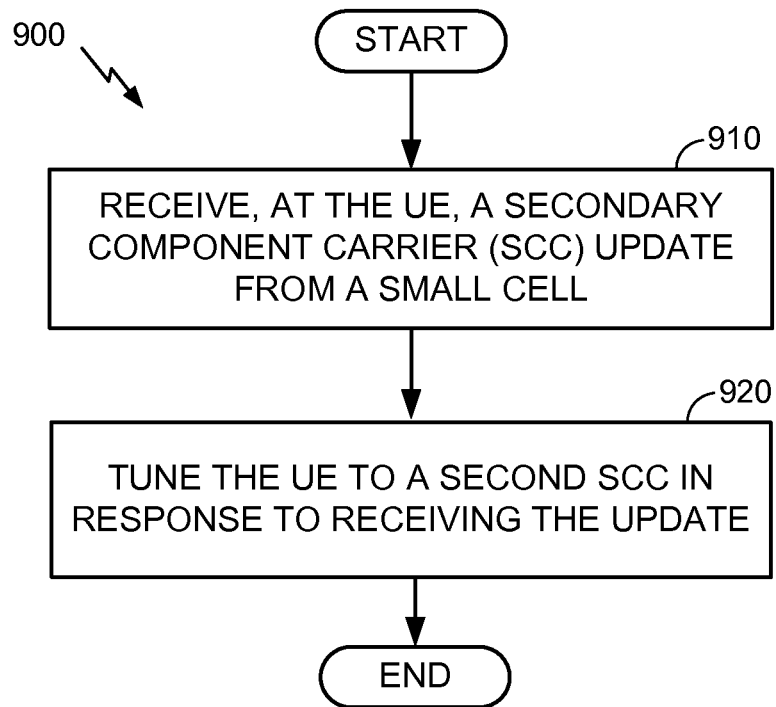 900
START
910
RECEIVE, AT THE UE, A SECONDARY
COMPONENT CARRIER (SCC) UPDATE
FROM A SMALL CELL
920
TUNE THE UE TO A SECOND SCC IN
RESPONSE TO RECEIVING THE UPDATE
END